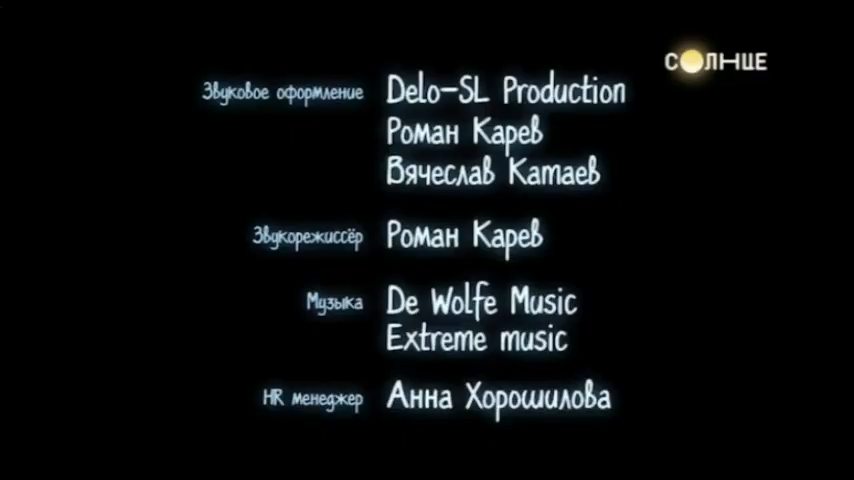 СОЛНЦЕ
Звуковое оформление Delo-SL Production
Роман Карев
Вячеслав Катаев
Звукорежиссёр Роман Карев
Музыка De Wolfe Music
Extreme music
HR менеджер Анна Хорошилова